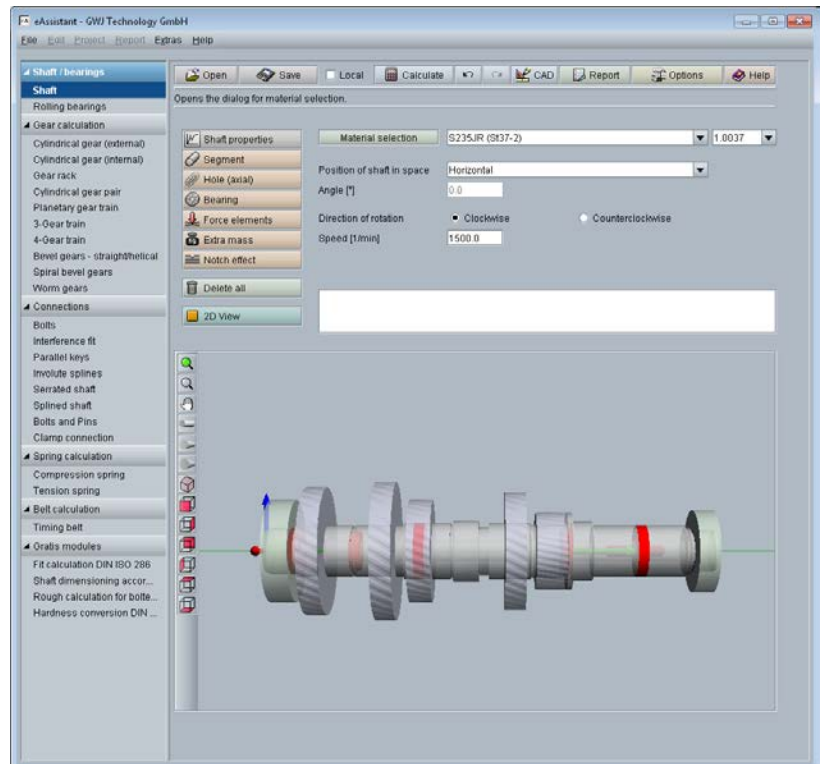 eAssistant - GWJ Technology GmbH
File Edit Project Report Extras Help
Shaft / bearings
Shaft
Rolling bearings
Gear calculation
Cylindrical gear (external)
Cylindrical gear (internal)
Gear rack
Cylindrical gear pair
Planetary gear train
3-Gear train
4-Gear train
Bevel gears - straight/helical
Spiral bevel gears
Worm gears
Connections
Bolts
Interference fit
Parallel keys
Involute splines
Serrated shaft
Splined shaft
Bolts and Pins
Clamp connection
Spring calculation
Compression spring
Tension spring
Belt calculation
Timing belt
Gratis modules
Fit calculation DIN ISO 286
Shaft dimensioning accor...
Rough calculation for bolte...
Hardness conversion DIN ...
Open Save Local Calculate CAD Report Options Help
Opens the dialog for material selection.
Shaft properties
Segment
Hole (axial)
Bearing
Force elements
Extra mass
Notch effect
Delete all
2D View
Material selection S235JR (St37-2) 1.0037
Position of shaft in space Horizontal
Angle [°] 0.0
Direction of rotation Clockwise Counterclockwise
Speed [1/min] 1500.0